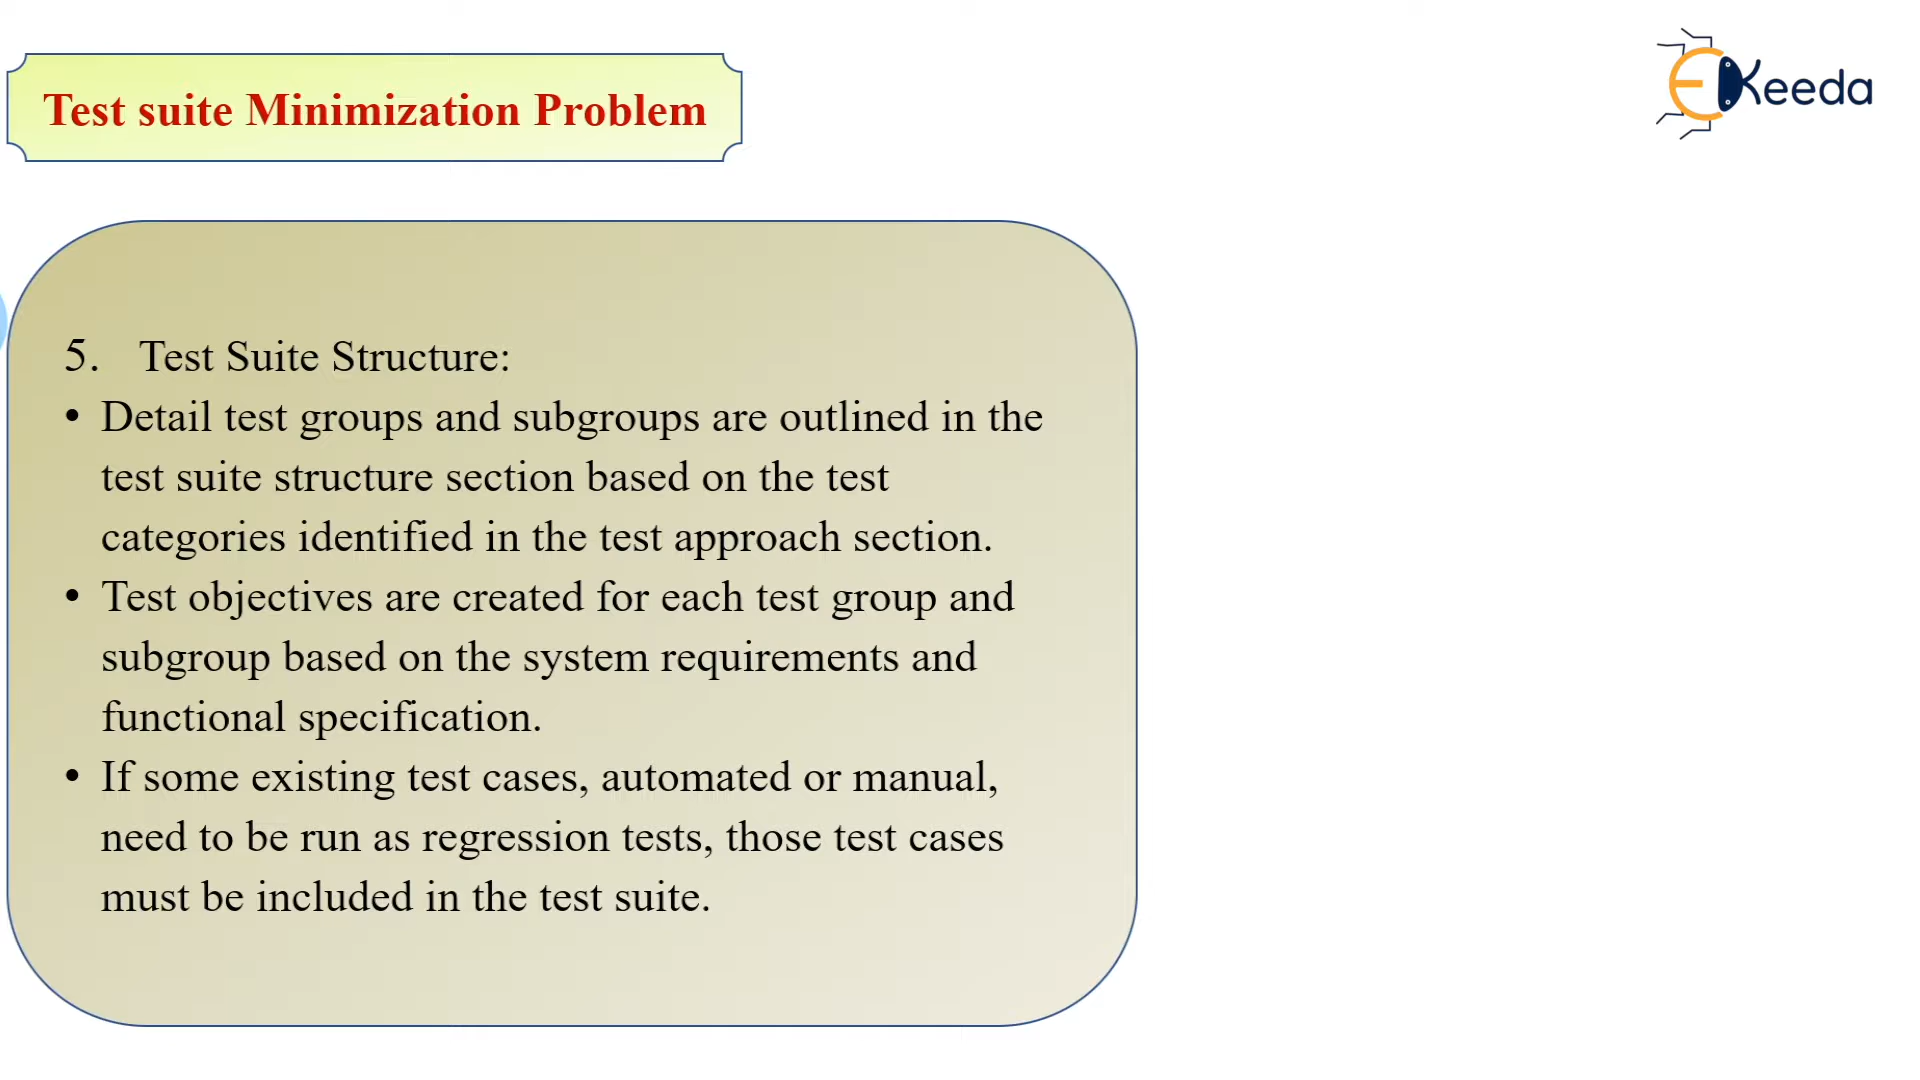 Test suite Minimization Problem
EKeeda
5. Test Suite Structure:
• Detail test groups and subgroups are outlined in the
test suite structure section based on the test
categories identified in the test approach section.
• Test objectives are created for each test group and
subgroup based on the system requirements and
functional specification.
• If some existing test cases, automated or manual,
need to be run as regression tests, those test cases
must be included in the test suite.